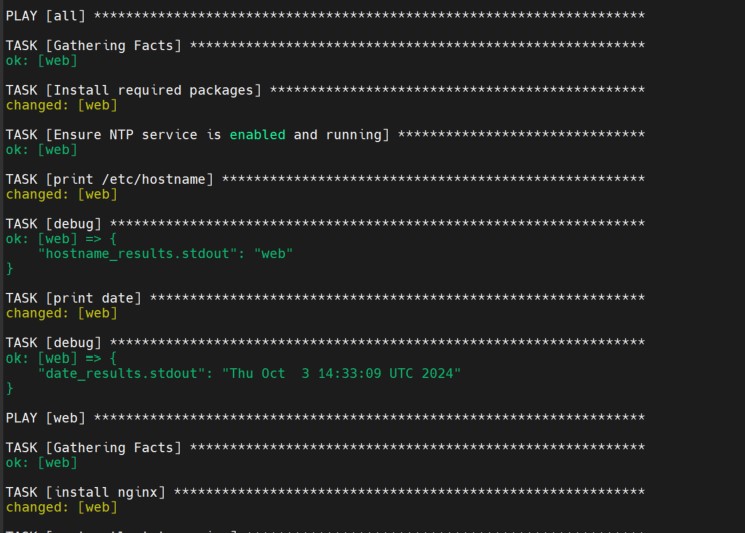 PLAY [all] *********************************************************************
TASK [Gathering Facts] *********************************************************
ok: [web]
TASK [Install required packages] ***********************************************
changed: [web]
TASK [Ensure NTP service is enabled and running] *******************************
ok: [web]
TASK [print /etc/hostname] *****************************************************
changed: [web]
TASK [debug] *******************************************************************
ok: [web] => {
    "hostname_results.stdout": "web"
}
TASK [print date] **************************************************************
changed: [web]
TASK [debug] *******************************************************************
ok: [web] => {
    "date_results.stdout": "Thu Oct  3 14:33:09 UTC 2024"
}
PLAY [web] *********************************************************************
TASK [Gathering Facts] *********************************************************
ok: [web]
TASK [install nginx] ***********************************************************
changed: [web]